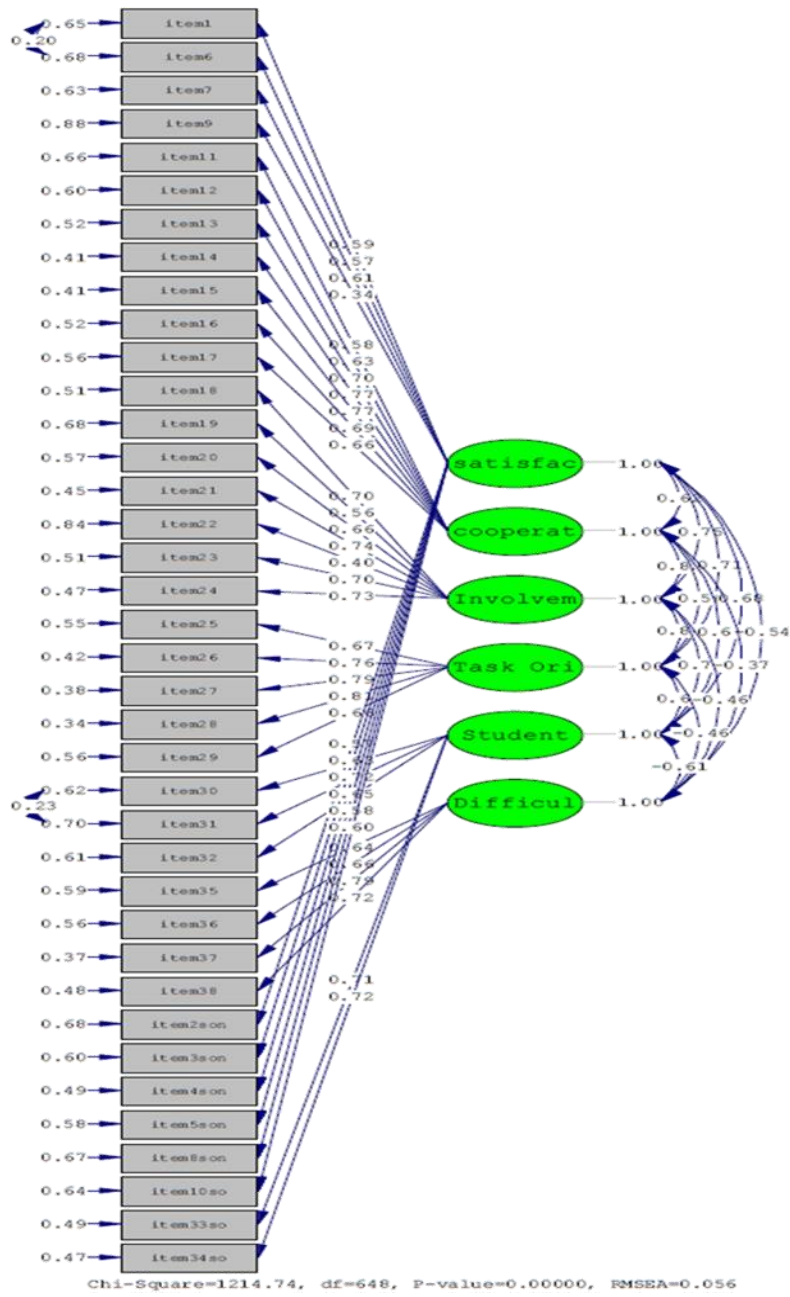 0.65 item1
0.20
0.68 item6
0.63 item7
0.88 item9
0.66 item11
0.60 item12
0.52 item13
0.41 item14
0.41 item15
0.52 item16
0.56 item17
0.51 item18
0.68 item19
0.57 item20
0.45 item21
0.84 item22
0.51 item23
0.47 item24
0.55 item25
0.42 item26
0.38 item27
0.34 item28
0.56 item29
0.62 item30
0.23
0.70 item31
0.61 item32
0.59 item35
0.56 item36
0.37 item37
0.48 item38
0.68 item2son
0.60 item3son
0.49 item4son
0.58 item5son
0.67 item8son
0.64 item10so
0.49 item33so
0.47 item34so
0.59
0.57
0.61
0.34
0.58
0.63
0.70
0.77
0.77
0.69
0.66
0.70
0.56
0.66
0.74
0.40
0.70
0.73
0.67
0.76
0.79
0.58
0.60
0.64
0.66
0.79
0.72
0.71
0.72
satisfac 1.00
cooperat 1.00
Involvem 1.00
Task Ori 1.00
Student 1.00
Difficul 1.00
0.75
0.71
0.68
-0.54
-0.37
-0.46
-0.46
-0.61
Chi-Square=1214.74, df=648, P-value=0.00000, RMSEA=0.056